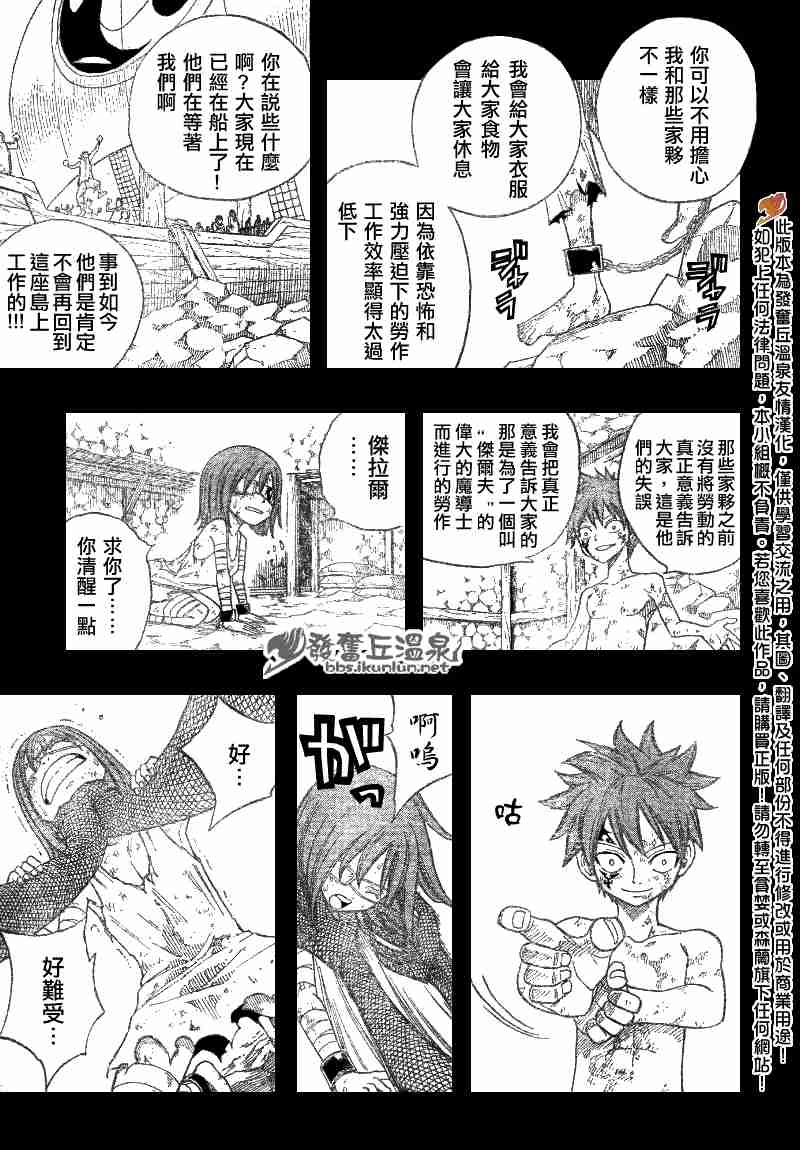 你可以不用擔心
我和那些家夥
不一樣
我會給大家衣服
給大家食物
會讓大家休息
因為依靠恐怖和
強力壓迫下的勞作
工作效率顯得太過
低下
ジャラ
ジャラ
你在說些什麼
啊?大家現在
已經在船上了!
他們在等著
我們啊
事到如今
他們是肯定
不會再回到
這座島上
工作的!!!
那些家夥之前
沒有將勞動的
真正意義告訴
大家,這是他
們的失誤
我會把真正
意義告訴大家的
那是為了一個叫
“傑爾夫”的
偉大的魔導士
而進行的勞作
傑拉爾
……
求你了……
你清醒一點
發奮丘溫泉
bbs.ikunlun.net
咕
啊嗚
ガッ
好…
好難受…
此版本為發奮丘溫泉友情漢化,僅供學習交流之用,其圖、翻譯及任何部份不得進行修改或用於商業用途!
如犯上任何法律問題,本小組概不負責。若您喜歡此作品,請購買正版!請勿轉至貪婪或森蘭旗下任何網站!